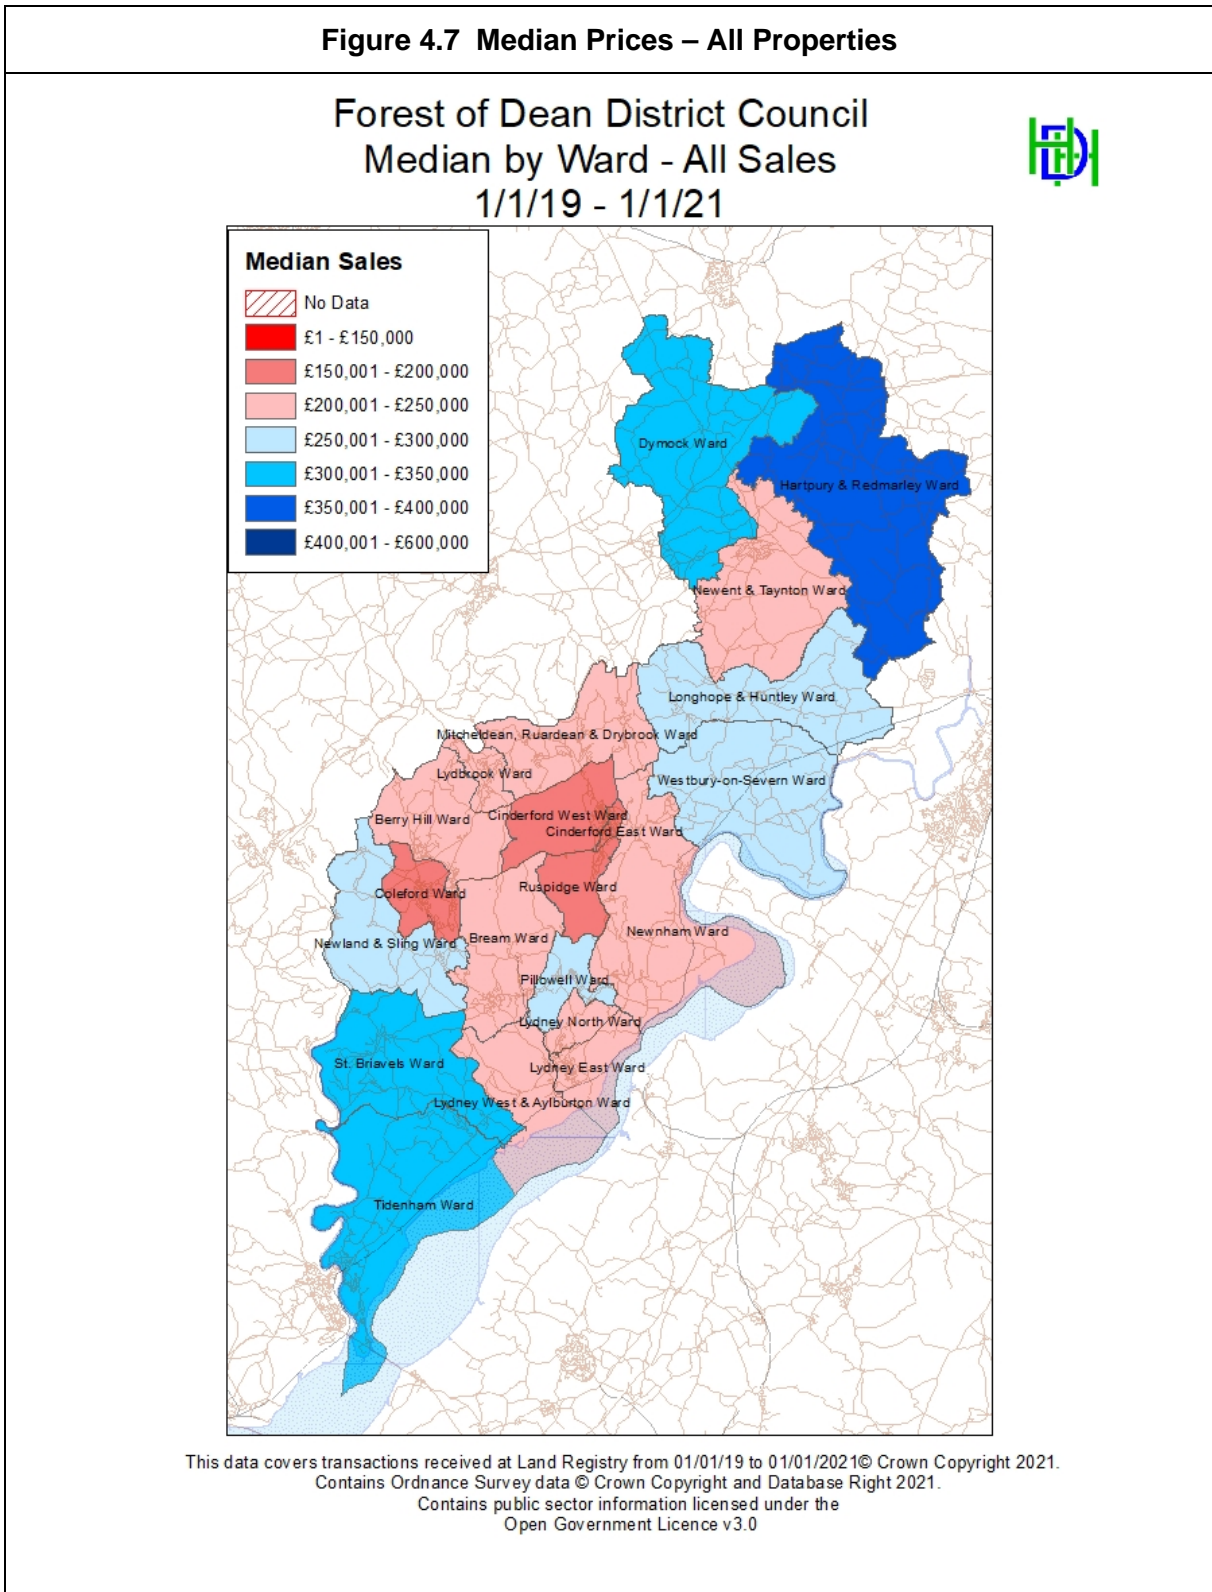 Figure 4.7 Median Prices – All Properties
Forest of Dean District Council
Median by Ward - All Sales
1/1/19 - 1/1/21
HDH
Median Sales
No Data
£1 - £150,000
£150,001 - £200,000
£200,001 - £250,000
£250,001 - £300,000
£300,001 - £350,000
£350,001 - £400,000
£400,001 - £600,000
Dymock Ward
Hartpury & Redmarley Ward
Newent & Taynton Ward
Longhope & Huntley Ward
Mitcheldean, Ruardean & Drybrook Ward
Lydbrook Ward
Westbury-on-Severn Ward
Berry Hill Ward
Cinderford West Ward
Cinderford East Ward
Coleford Ward
Ruspidge Ward
Newland & Sling Ward
Bream Ward
Newnham Ward
Pillowell Ward
Lydney North Ward
St. Briavels Ward
Lydney East Ward
Lydney West & Aylburton Ward
Tidenham Ward
This data covers transactions received at Land Registry from 01/01/19 to 01/01/2021© Crown Copyright 2021.
Contains Ordnance Survey data © Crown Copyright and Database Right 2021.
Contains public sector information licensed under the
Open Government Licence v3.0